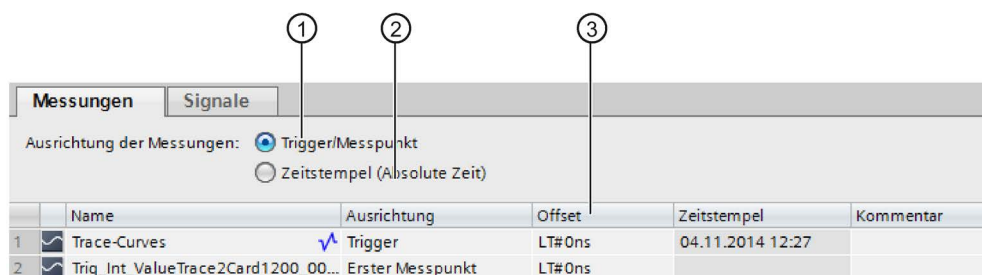 1 2 3
Messungen Signale
Ausrichtung der Messungen: Trigger/Messpunkt
Zeitstempel (Absolute Zeit)
Name Ausrichtung Offset Zeitstempel Kommentar
1 Trace-Curves Trigger LT#0ns 04.11.2014 12:27
2 Trig_Int_ValueTrace2Card1200_00... Erster Messpunkt LT#0ns